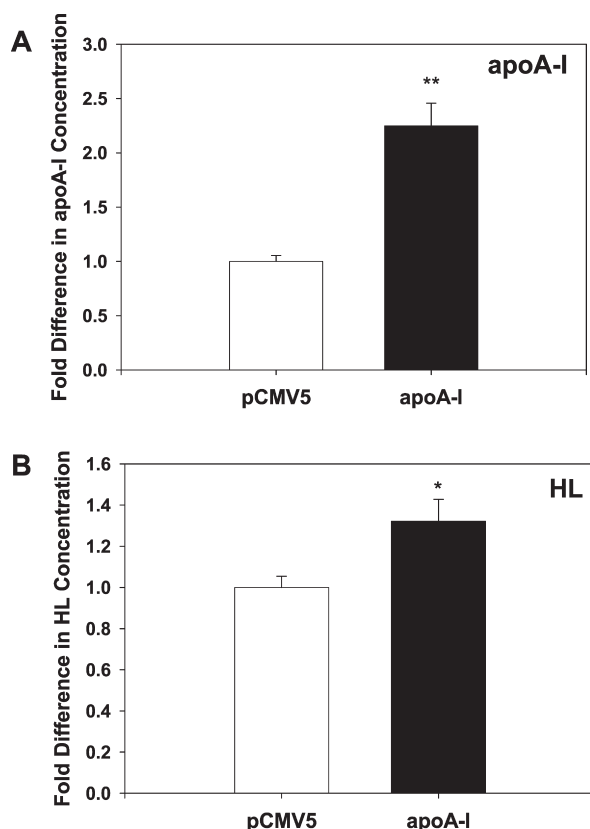 A
Fold Difference in apoA-I Concentration
3.0
2.5
2.0
1.5
1.0
0.5
0.0
apoA-I
**
pCMV5
apoA-I
B
Fold Difference in HL Concentration
1.6
1.4
1.2
1.0
0.8
0.6
0.4
0.2
0.0
HL
*
pCMV5
apoA-I